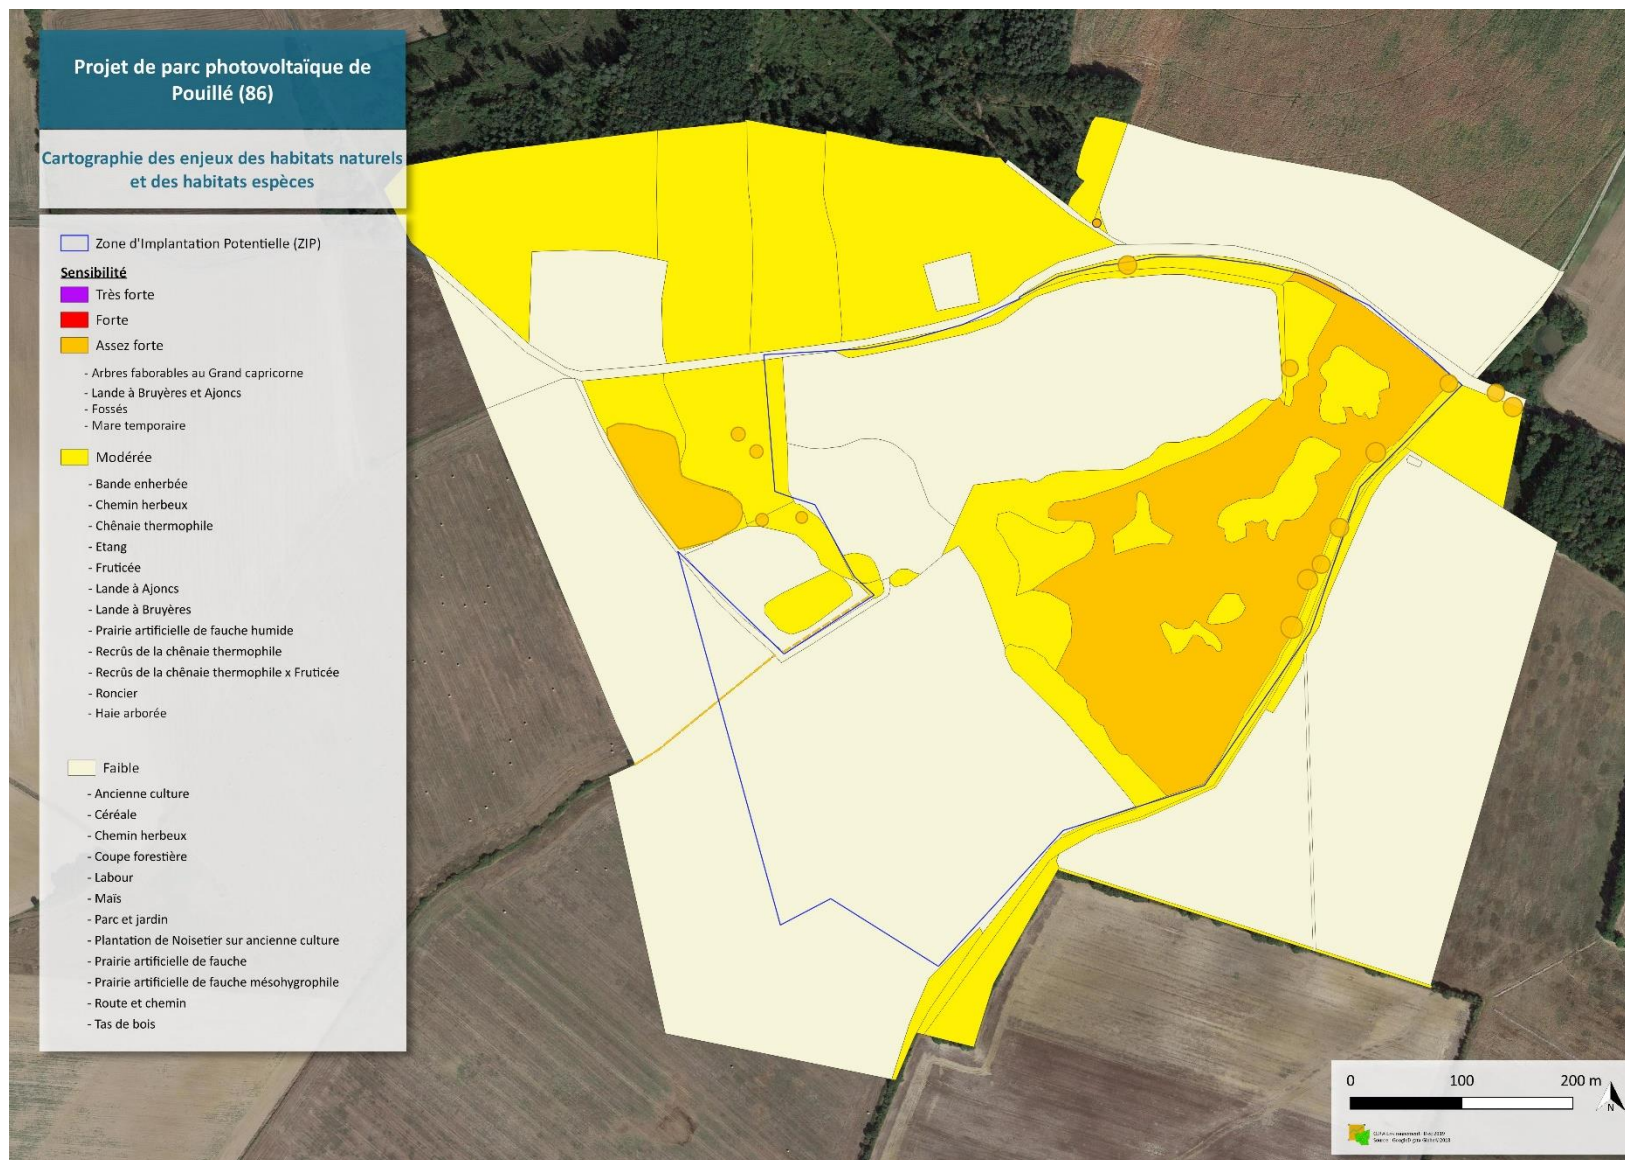 Projet de parc photovoltaïque de
Pouillé (86)
Cartographie des enjeux des habitats naturels
et des habitats espèces
Zone d'Implantation Potentielle (ZIP)
Sensibilité
Très forte
Forte
Assez forte
- Arbres faborables au Grand capricorne
- Lande à Bruyères et Ajoncs
- Fossés
- Mare temporaire
Modérée
- Bande enherbée
- Chemin herbeux
- Chênaie thermophile
- Etang
- Fruticée
- Lande à Ajoncs
- Lande à Bruyères
- Prairie artificielle de fauche humide
- Recrûs de la chênaie thermophile
- Recrûs de la chênaie thermophile x Fruticée
- Roncier
- Haie arborée
Faible
- Ancienne culture
- Céréale
- Chemin herbeux
- Coupe forestière
- Labour
- Maïs
- Parc et jardin
- Plantation de Noisetier sur ancienne culture
- Prairie artificielle de fauche
- Prairie artificielle de fauche mésohygrophile
- Route et chemin
- Tas de bois
0 100 200 m
N